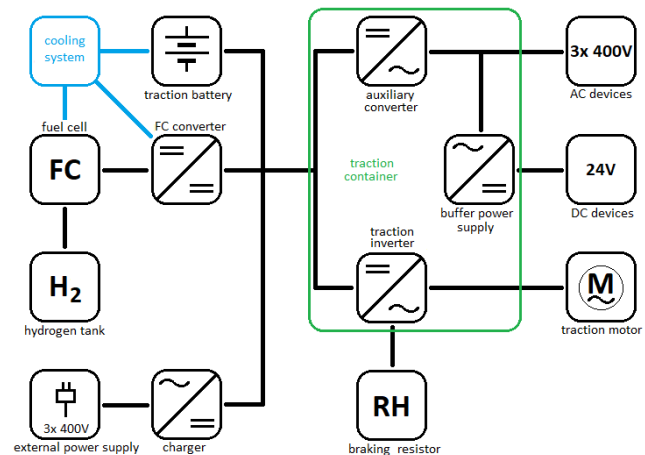 cooling
system
traction battery
auxiliary
converter
3x 400V
AC devices
fuel cell
FC converter
FC
traction
container
24V
buffer power
supply
DC devices
H2
hydrogen tank
traction
inverter
M
traction motor
3x 400V
external power supply
charger
RH
braking resistor